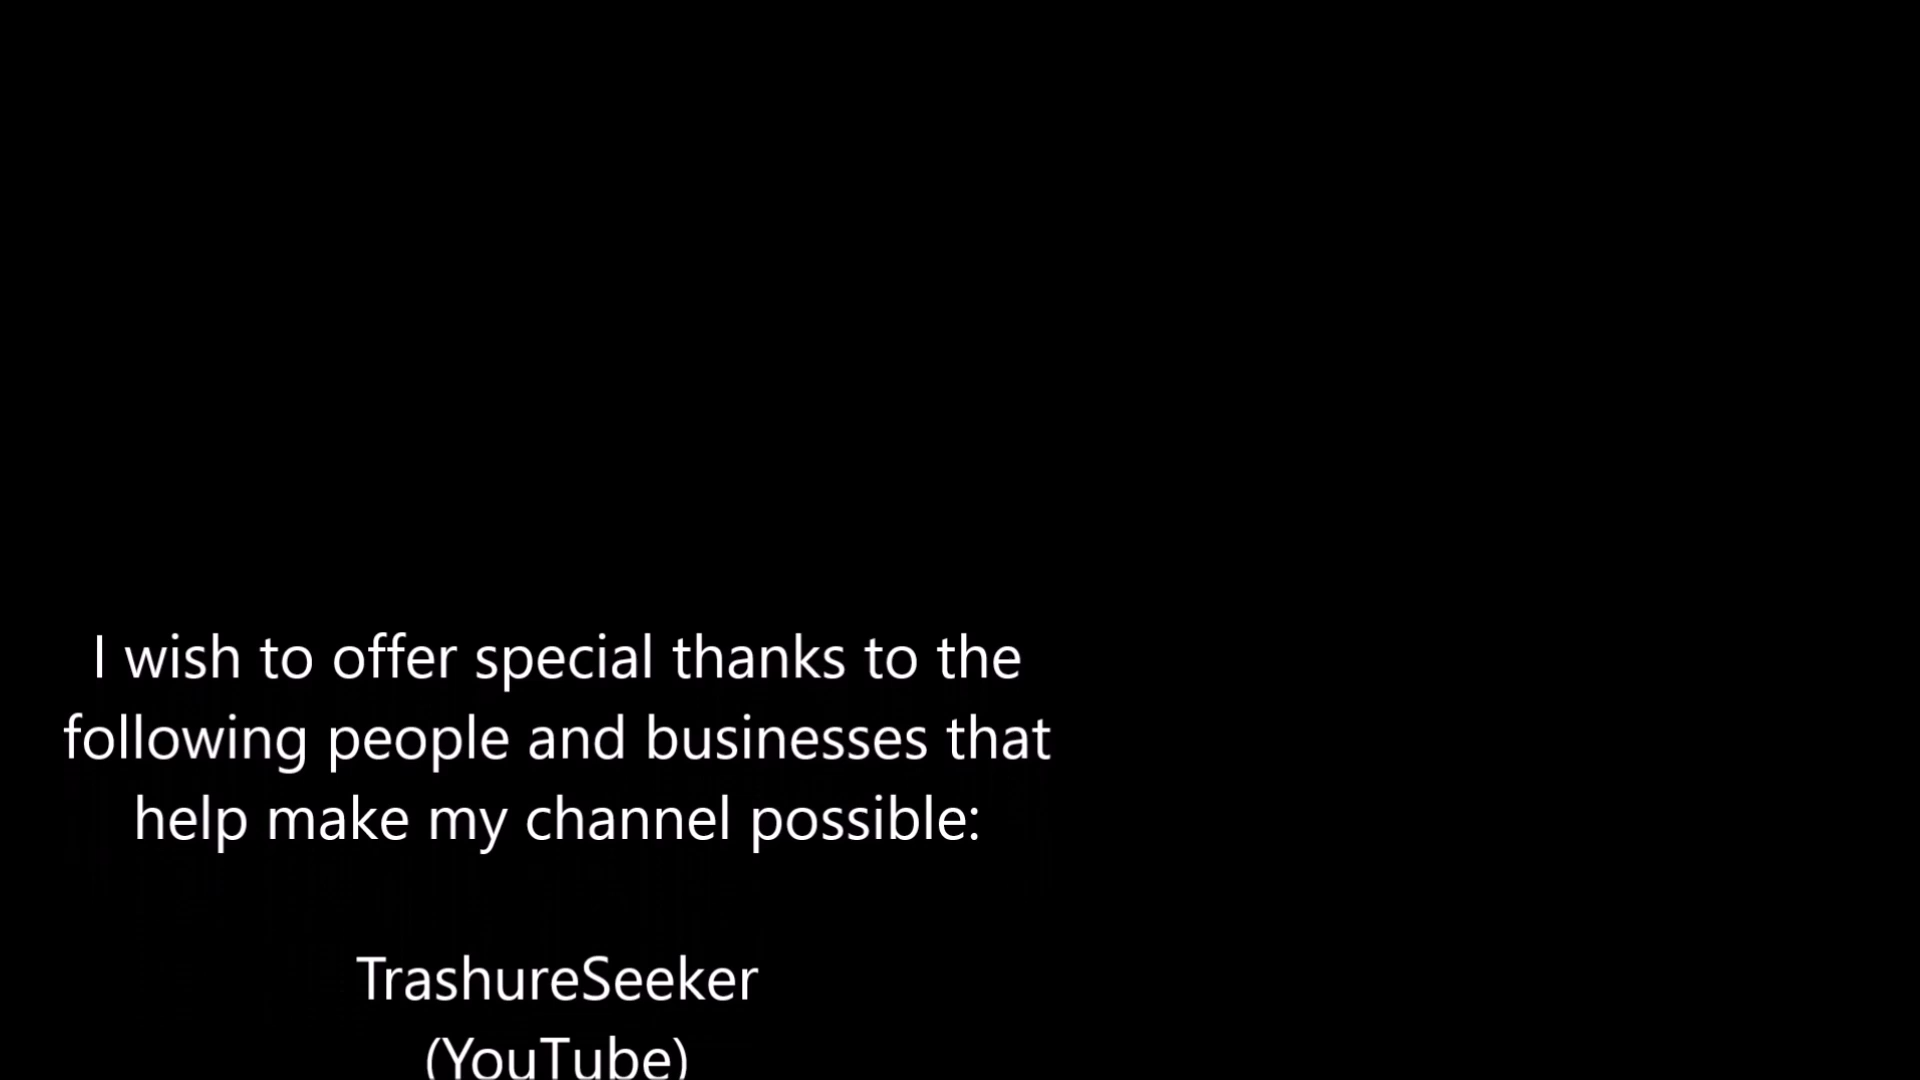 I wish to offer special thanks to the
following people and businesses that
help make my channel possible:
TrashureSeeker
(YouTube)